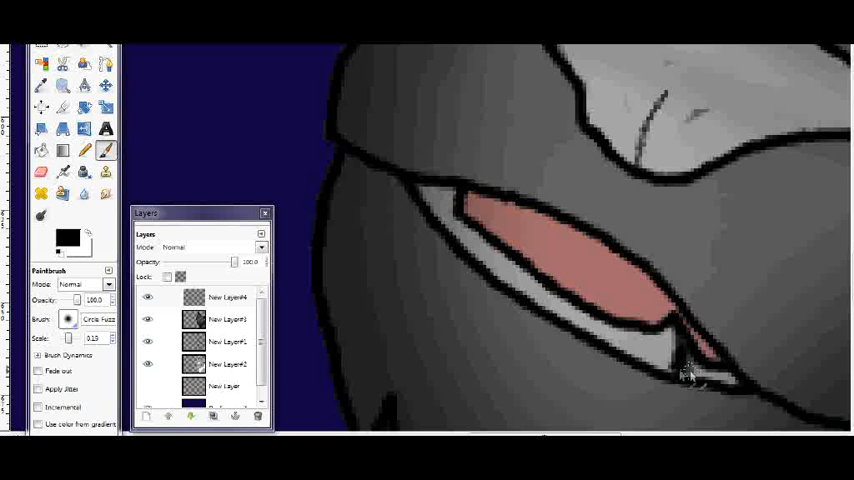 Layers
Layers
Mode: Normal
Opacity: 100.0
Lock:
New Layer#4
New Layer#3
New Layer#1
New Layer#2
New Layer
Paintbrush
Mode: Normal
Opacity: 100.0
Brush: Circle Fuzz
Scale: 0.19
Brush Dynamics
Fade out
Apply Jitter
Incremental
Use color from gradient